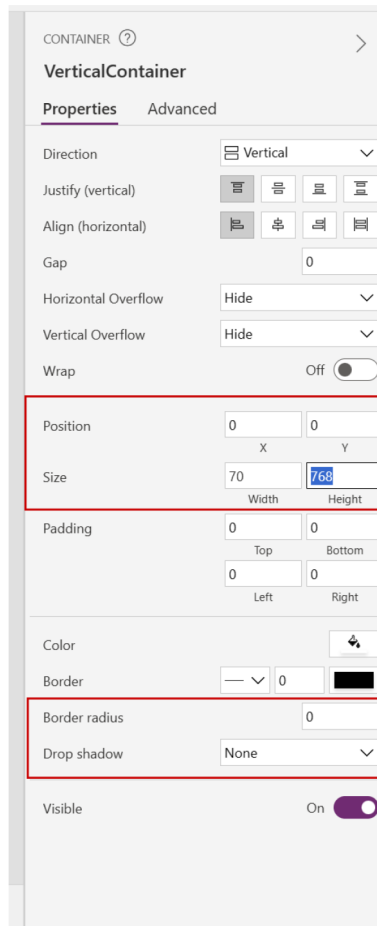 CONTAINER ?
VerticalContainer
Properties Advanced
Direction Vertical
Justify (vertical)
Align (horizontal)
Gap 0
Horizontal Overflow Hide
Vertical Overflow Hide
Wrap Off
Position 0 0
X Y
Size 70 768
Width Height
Padding 0 0
Top Bottom
0 0
Left Right
Color
Border 0
Border radius 0
Drop shadow None
Visible On